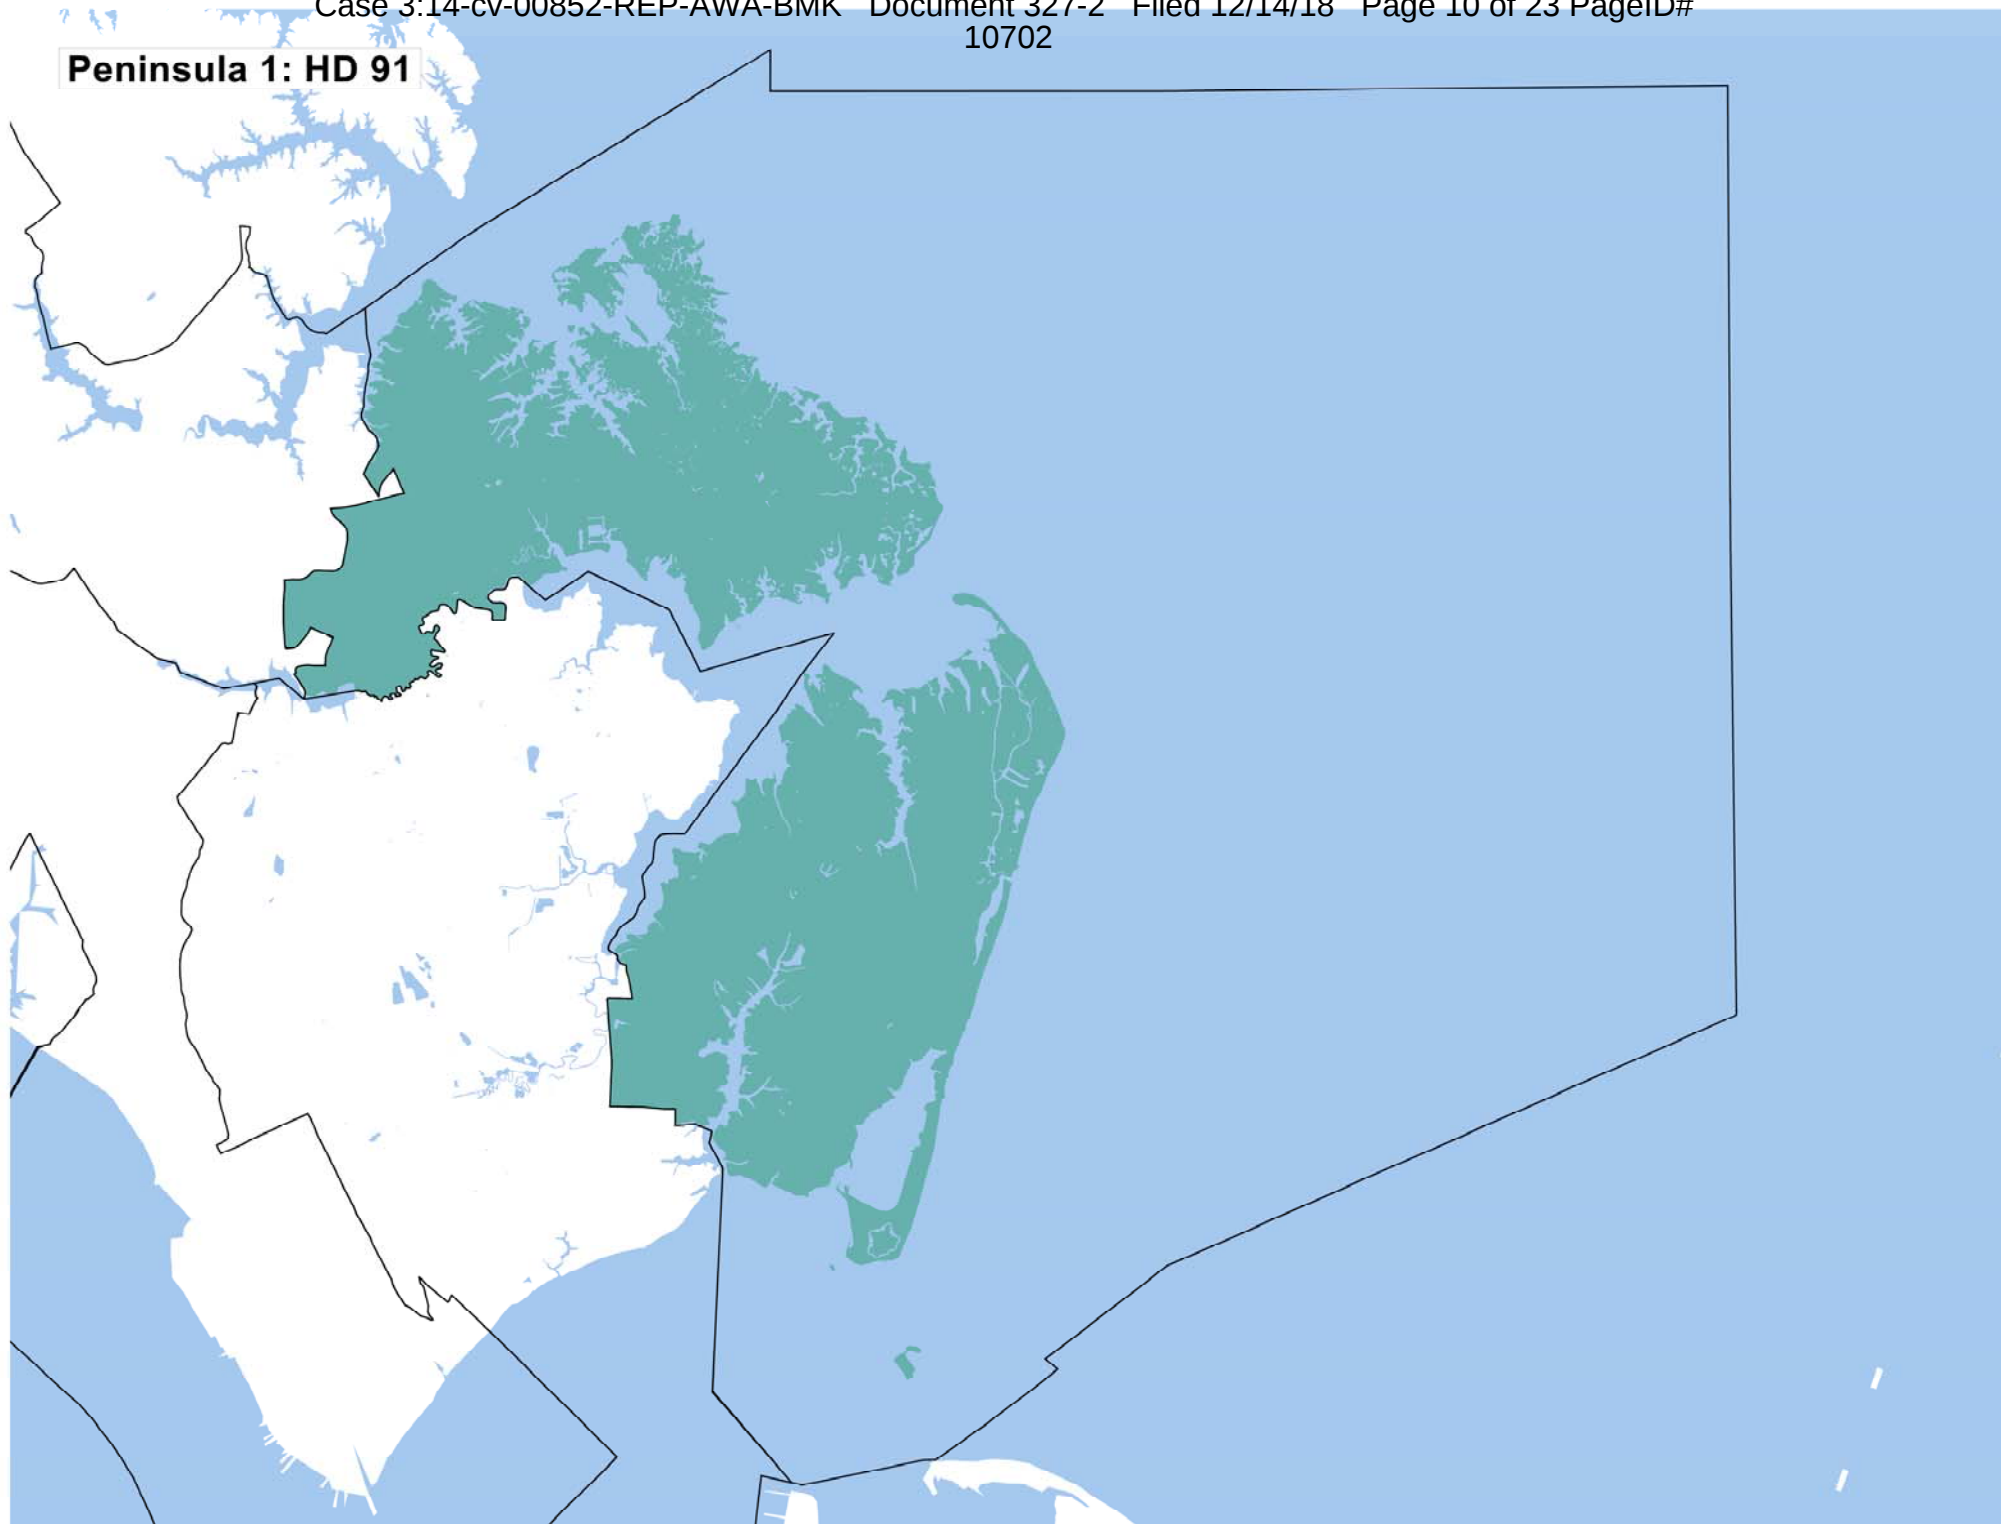 Case 3:14-cv-00852-REP-AWA-BMK Document 327-2 Filed 12/14/18 Page 10 of 23 PageID#
10702
Peninsula 1: HD 91